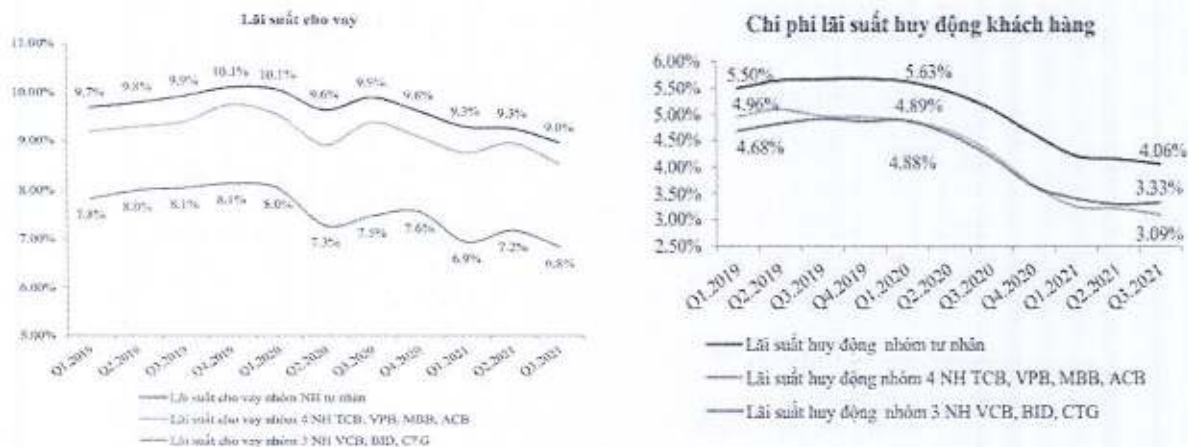 Lãi suất cho vay
11.00%
10.00%
9.00%
8.00%
7.00%
6.00%
5.00%
9.7% 9.8% 9.9% 10.1% 10.1% 9.6% 9.9% 9.6% 9.3% 9.3% 9.0%
7.8% 8.0% 8.1% 8.1% 8.0% 7.3% 7.5% 7.6% 6.9% 7.2% 6.8%
Q1.2019 Q2.2019 Q3.2019 Q4.2019 Q1.2020 Q2.2020 Q3.2020 Q4.2020 Q1.2021 Q2.2021 Q3.2021
Lãi suất cho vay nhóm NH tư nhân
Lãi suất cho vay nhóm 4 NH TCB, VPB, MBB, ACB
Lãi suất cho vay nhóm 3 NH VCB, BID, CTG
Chi phí lãi suất huy động khách hàng
6.00%
5.50%
5.00%
4.50%
4.00%
3.50%
3.00%
2.50%
5.50% 5.63% 4.06%
4.96% 4.89% 3.33%
4.68% 4.88% 3.09%
Q1.2019 Q2.2019 Q3.2019 Q4.2019 Q1.2020 Q2.2020 Q3.2020 Q4.2020 Q1.2021 Q2.2021 Q3.2021
Lãi suất huy động nhóm tư nhân
Lãi suất huy động nhóm 4 NH TCB, VPB, MBB, ACB
Lãi suất huy động nhóm 3 NH VCB, BID, CTG